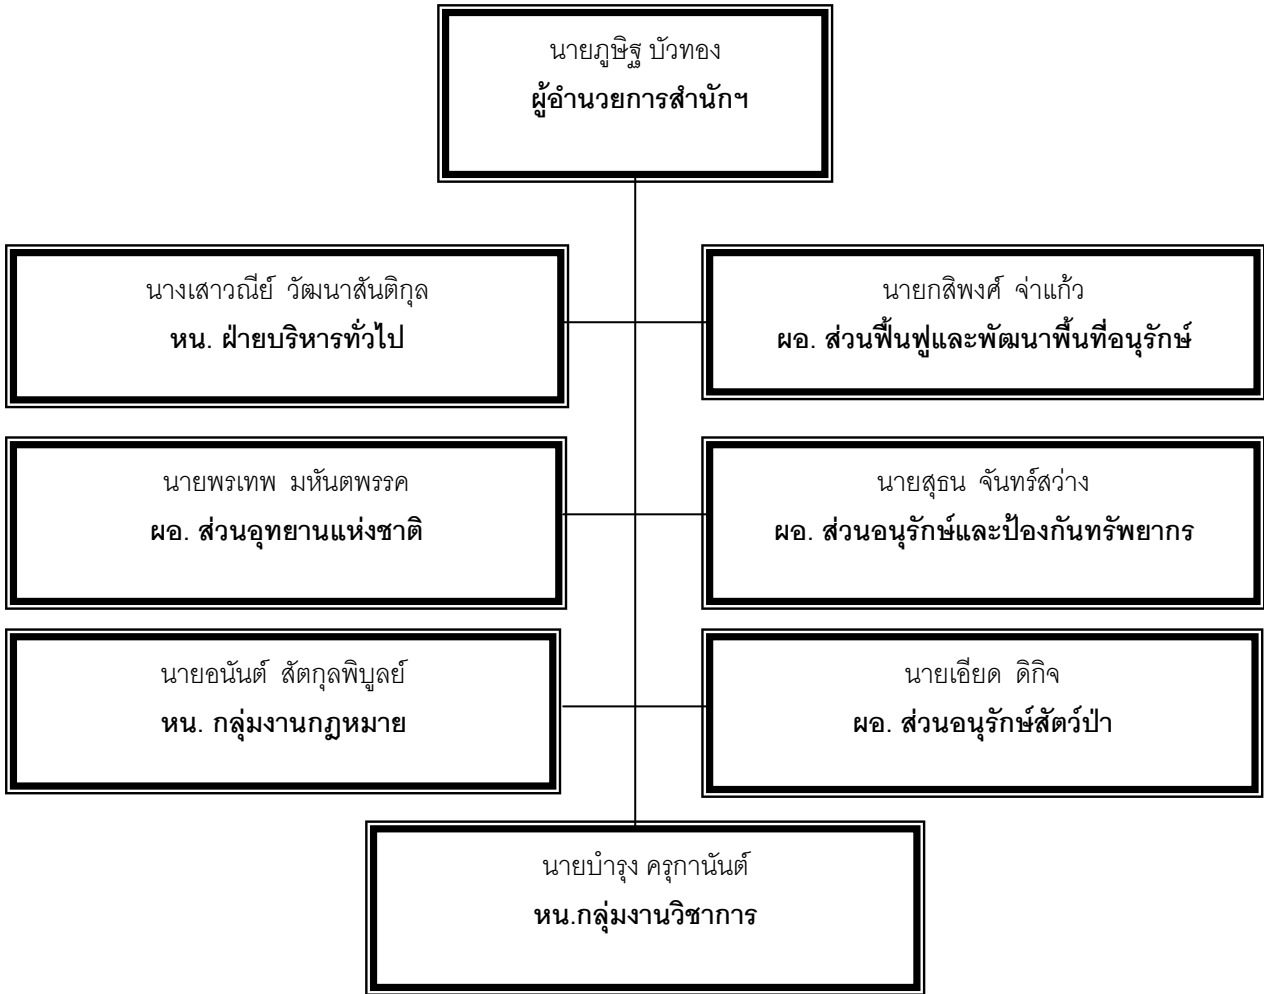 นายภูษิฐ บัวทอง
ผู้อำนวยการสำนักฯ
นางเสาวณีย์ วัฒนาสันติกุล
หน. ฝ่ายบริหารทั่วไป
นายกสิพงศ์ จ่าแก้ว
ผอ. ส่วนฟื้นฟูและพัฒนาพื้นที่อนุรักษ์
นายพรเทพ มหันตพรรค
ผอ. ส่วนอุทยานแห่งชาติ
นายสุธน จันทร์สว่าง
ผอ. ส่วนอนุรักษ์และป้องกันทรัพยากร
นายอนันต์ สัตกุลพิบูลย์
หน. กลุ่มงานกฎหมาย
นายเอียด ดิกิจ
ผอ. ส่วนอนุรักษ์สัตว์ป่า
นายบำรุง ครุกานันต์
หน.กลุ่มงานวิชาการ